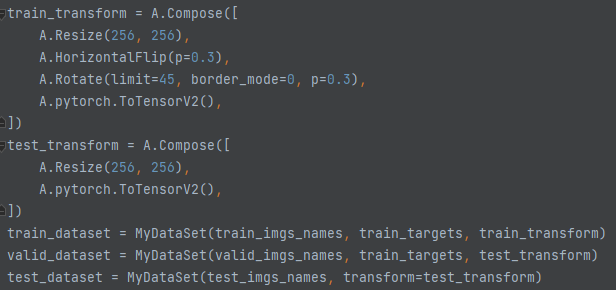 train_transform = A.Compose([
    A.Resize(256, 256),
    A.HorizontalFlip(p=0.3),
    A.Rotate(limit=45, border_mode=0, p=0.3),
    A.pytorch.ToTensorV2(),
])
test_transform = A.Compose([
    A.Resize(256, 256),
    A.pytorch.ToTensorV2(),
])
train_dataset = MyDataSet(train_imgs_names, train_targets, train_transform)
valid_dataset = MyDataSet(valid_imgs_names, train_targets, test_transform)
test_dataset = MyDataSet(test_imgs_names, transform=test_transform)